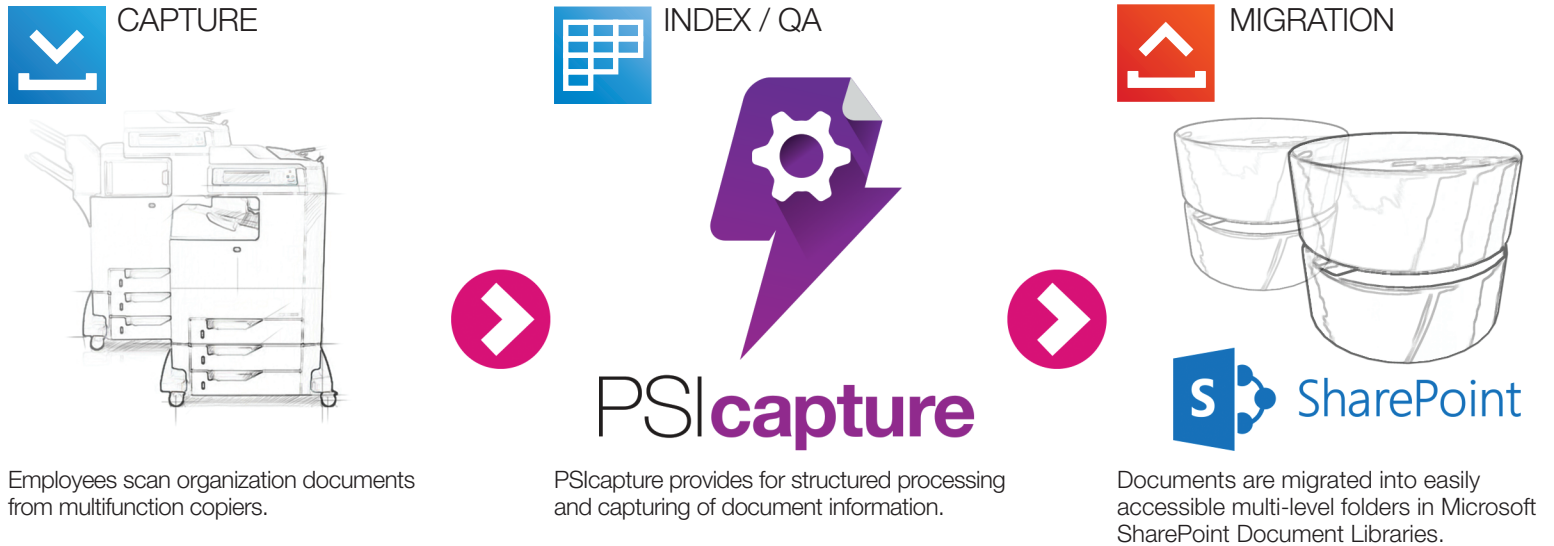 CAPTURE
INDEX / QA
MIGRATION
PSIcapture
S SharePoint
Employees scan organization documents
from multifunction copiers.
PSIcapture provides for structured processing
and capturing of document information.
Documents are migrated into easily
accessible multi-level folders in Microsoft
SharePoint Document Libraries.